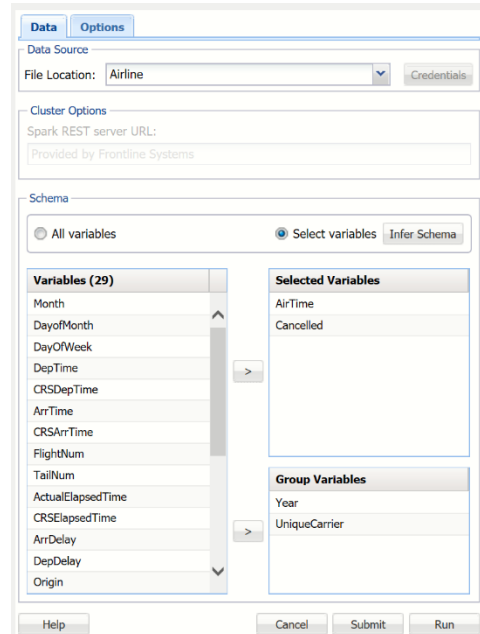 Data Options
Data Source
File Location: Airline Credentials
Cluster Options
Spark REST server URL:
Provided by Frontline Systems
Schema
All variables Select variables Infer Schema
Variables (29)
Month
DayofMonth
DayOfWeek
DepTime
CRSDepTime
ArrTime
CRSArrTime
FlightNum
TailNum
ActualElapsedTime
CRSElapsedTime
ArrDelay
DepDelay
Origin
>
Selected Variables
AirTime
Cancelled
>
Group Variables
Year
UniqueCarrier
Help Cancel Submit Run